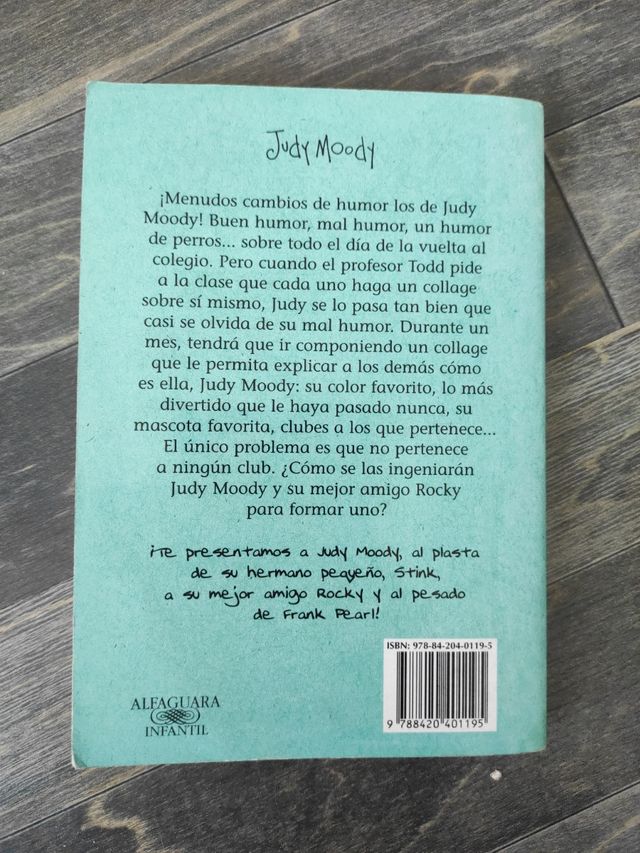 Judy Moody
¡Menudos cambios de humor los de Judy
Moody! Buen humor, mal humor, un humor
de perros... sobre todo el día de la vuelta al
colegio. Pero cuando el profesor Todd pide
a la clase que cada uno haga un collage
sobre sí mismo, Judy se lo pasa tan bien que
casi se olvida de su mal humor. Durante un
mes, tendrá que ir componiendo un collage
que le permita explicar a los demás cómo
es ella, Judy Moody: su color favorito, lo más
divertido que le haya pasado nunca, su
mascota favorita, clubes a los que pertenece...
El único problema es que no pertenece
a ningún club. ¿Cómo se las ingeniarán
Judy Moody y su mejor amigo Rocky
para formar uno?
¡Te presentamos a Judy Moody, al plasta
de su hermano pequeño, Stink,
a su mejor amigo Rocky y al pesado
de Frank Pearl!
ISBN: 978-84-204-0119-5
9 788420 401195
ALFAGUARA
INFANTIL